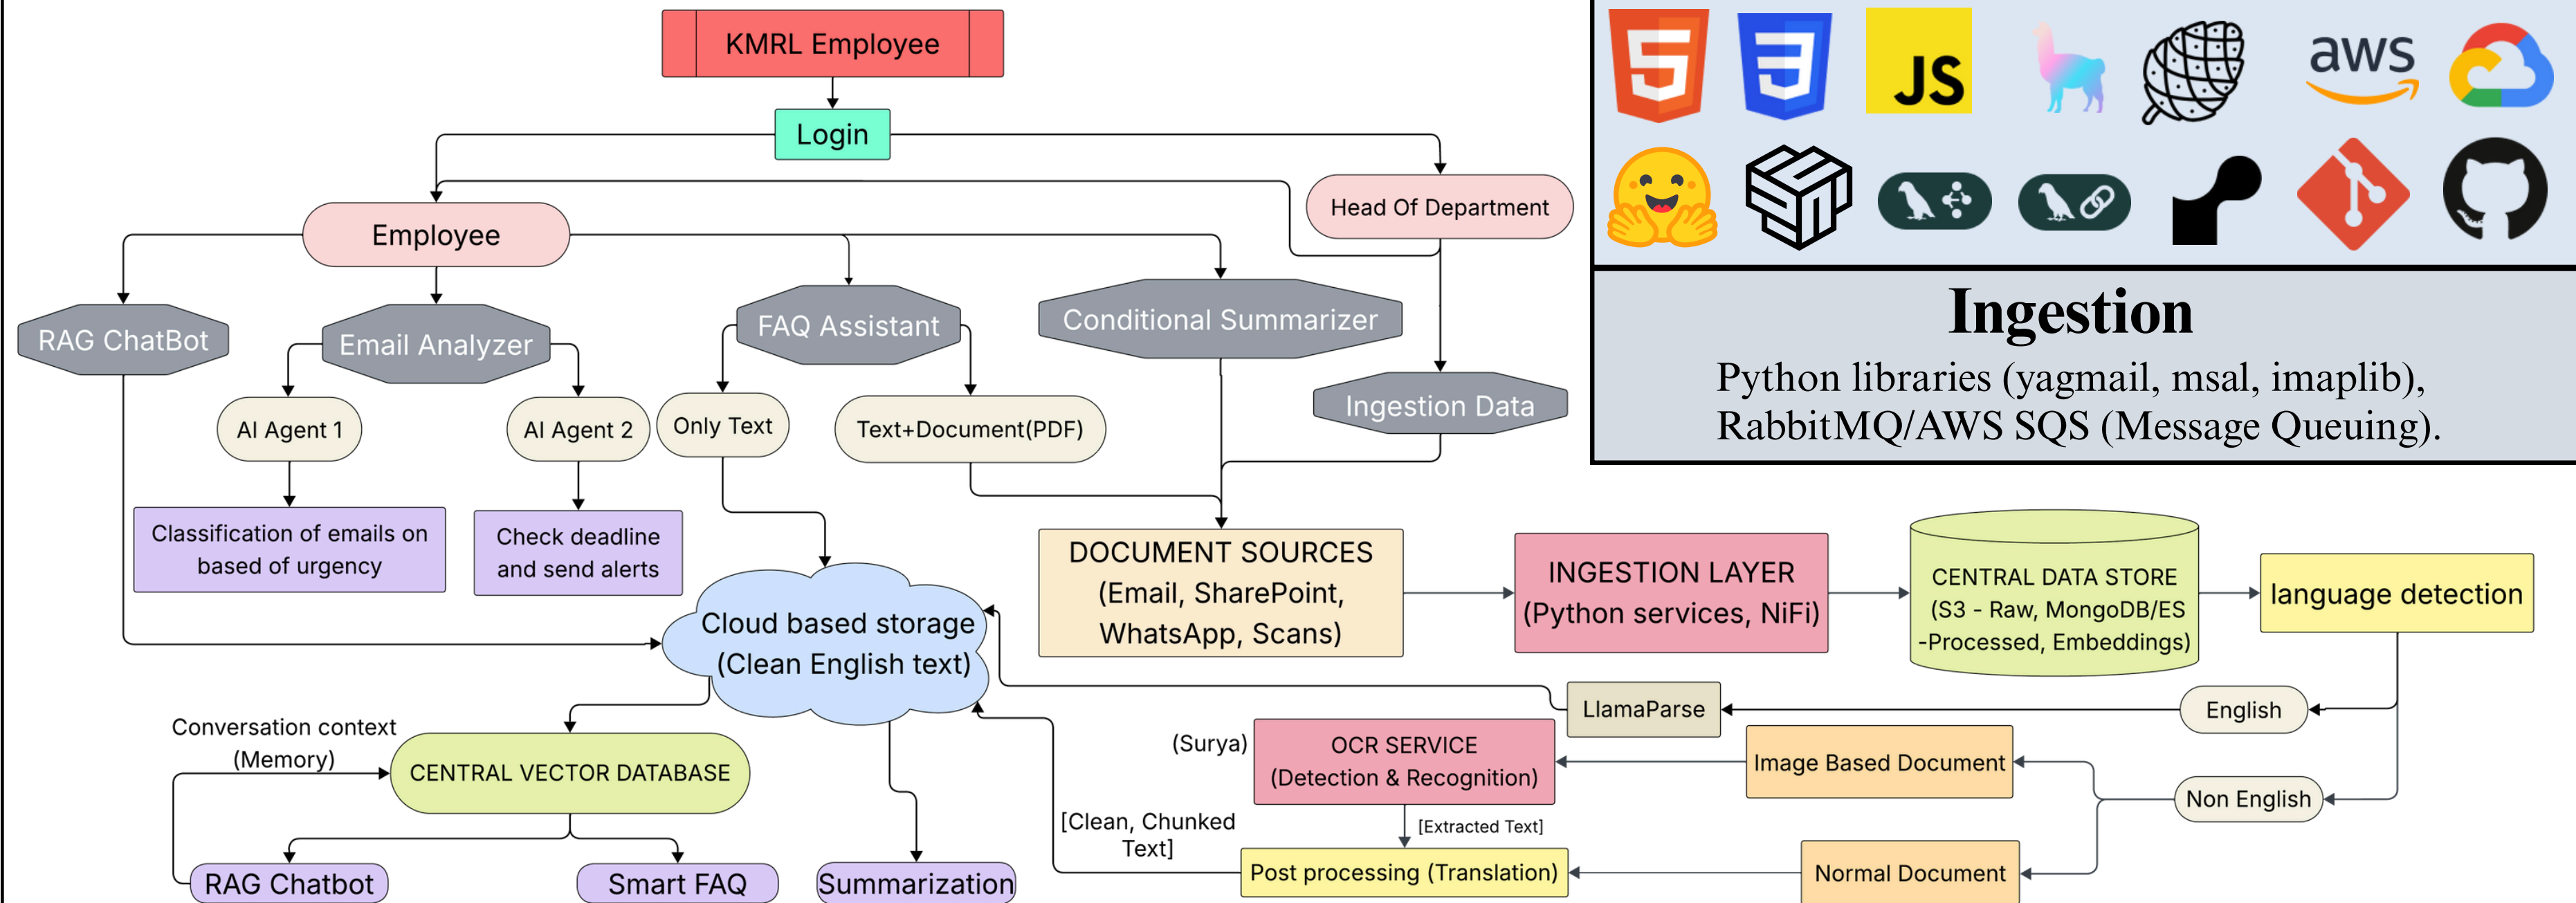 KMRL Employee
Login
Employee
Head Of Department
RAG ChatBot
Email Analyzer
FAQ Assistant
Conditional Summarizer
Ingestion Data
AI Agent 1
AI Agent 2
Only Text
Text+Document(PDF)
Classification of emails on
based of urgency
Check deadline
and send alerts
Cloud based storage
(Clean English text)
DOCUMENT SOURCES
(Email, SharePoint,
WhatsApp, Scans)
INGESTION LAYER
(Python services, NiFi)
CENTRAL DATA STORE
(S3 - Raw, MongoDB/ES
-Processed, Embeddings)
language detection
English
LlamaParse
Non English
Image Based Document
Normal Document
(Surya)
OCR SERVICE
(Detection & Recognition)
[Extracted Text]
Post processing (Translation)
[Clean, Chunked
Text]
Conversation context
(Memory)
CENTRAL VECTOR DATABASE
RAG Chatbot
Smart FAQ
Summarization
5
3
JS
aws
Ingestion
Python libraries (yagmail, msal, imaplib),
RabbitMQ/AWS SQS (Message Queuing).